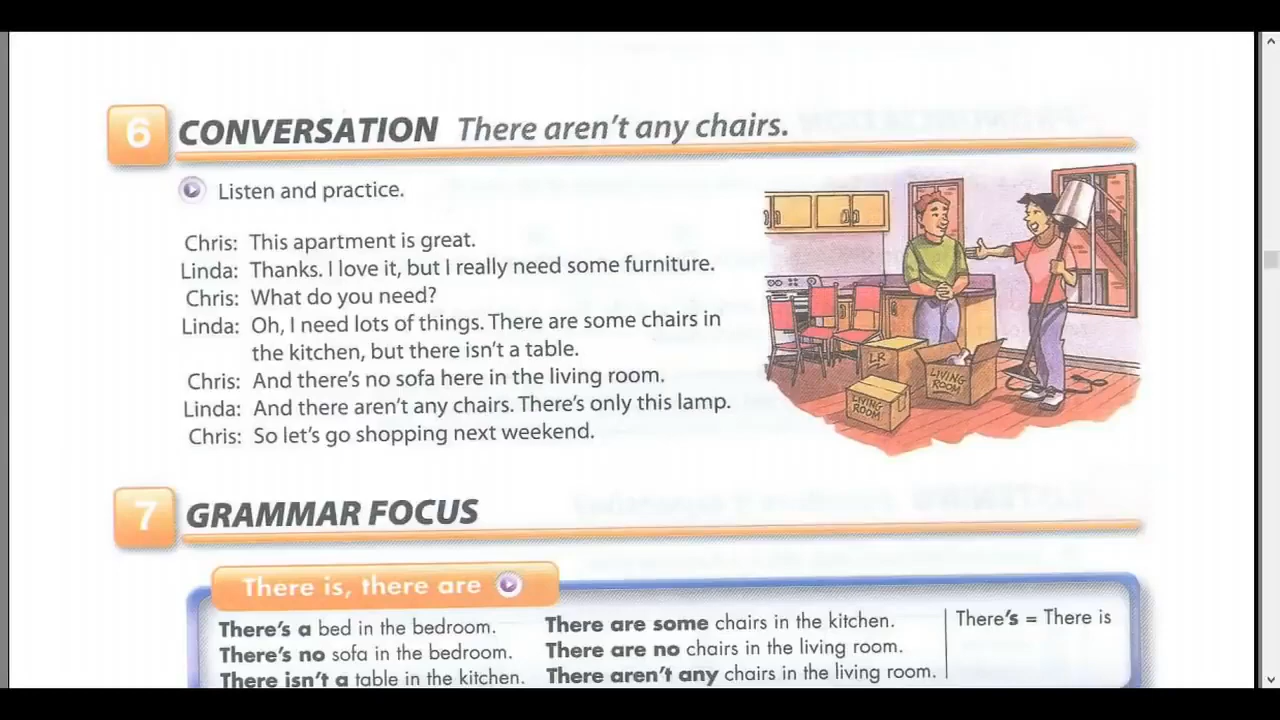 6 CONVERSATION There aren't any chairs.
Listen and practice.
Chris: This apartment is great.
Linda: Thanks. I love it, but I really need some furniture.
Chris: What do you need?
Linda: Oh, I need lots of things. There are some chairs in
the kitchen, but there isn't a table.
Chris: And there's no sofa here in the living room.
Linda: And there aren't any chairs. There's only this lamp.
Chris: So let's go shopping next weekend.
LR
LIVING
ROOM
LIVING
ROOM
7 GRAMMAR FOCUS
There is, there are
There's a bed in the bedroom.
There's no sofa in the bedroom.
There isn't a table in the kitchen.
There are some chairs in the kitchen.
There are no chairs in the living room.
There aren't any chairs in the living room.
There's = There is